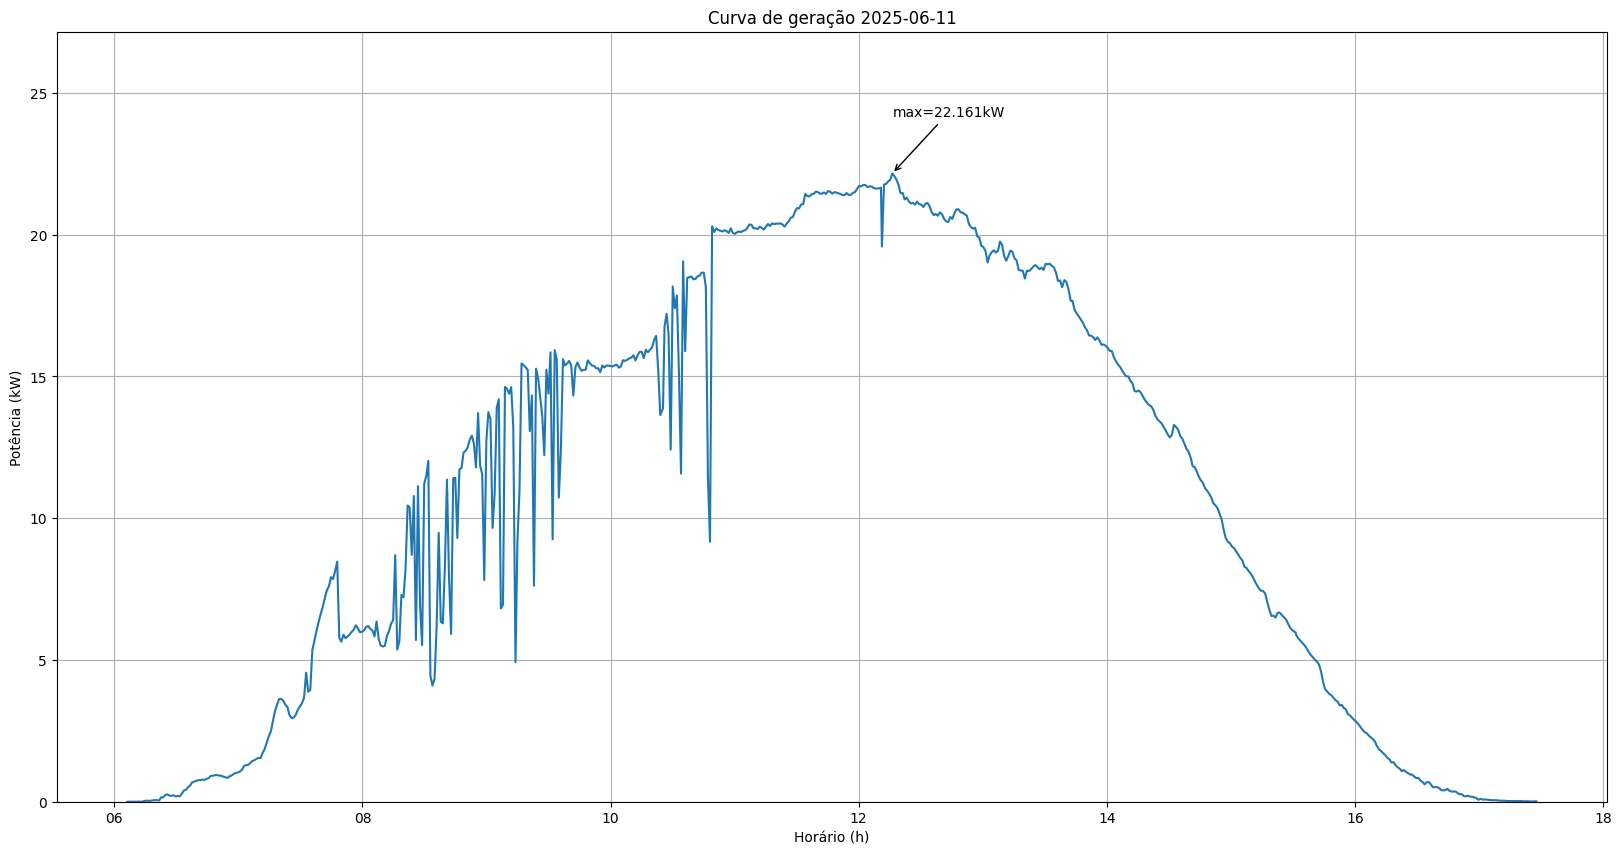 Curva de geração 2025-06-11
25
max=22.161kW
20
15
Potência (kW)
10
5
0
06 08 10 12 14 16 18
Horário (h)